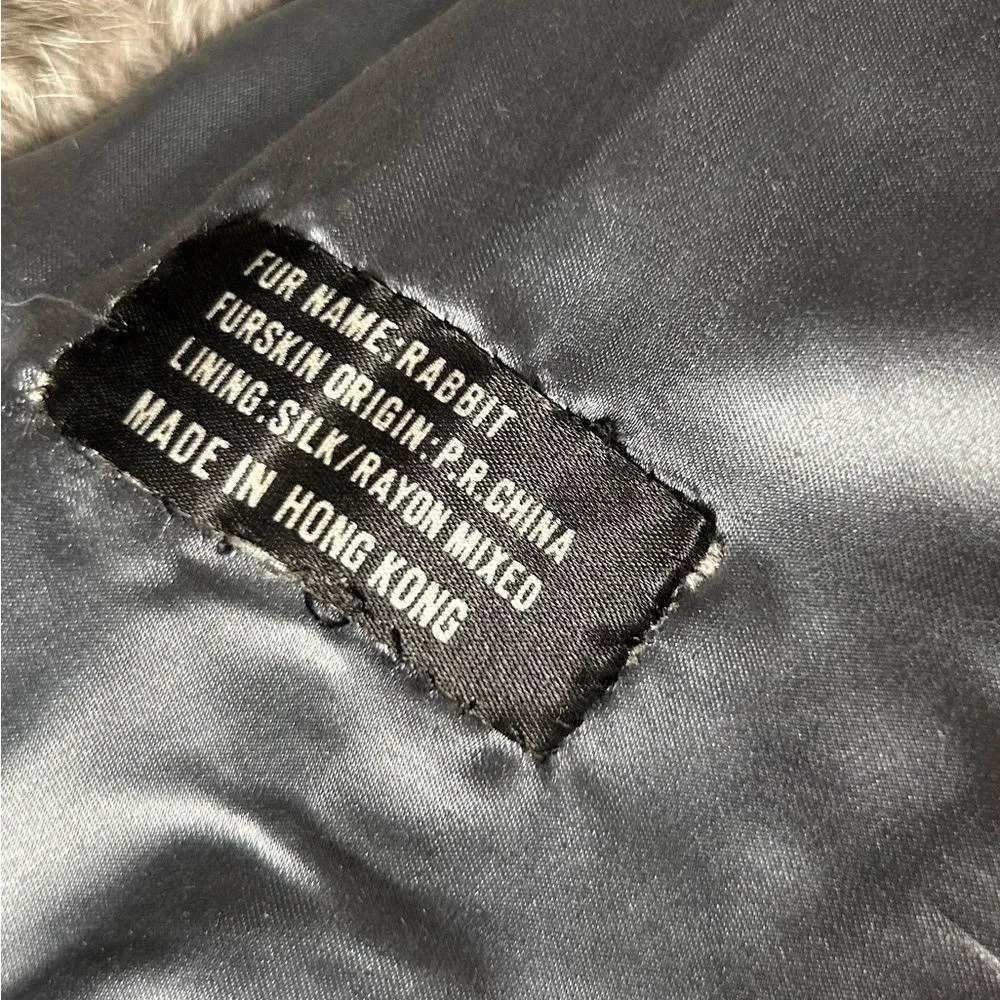 FUR NAME:RABBIT
FURSKIN ORIGIN:P.R.CHINA
LINING:SILK/RAYON MIXED
MADE IN HONG KONG